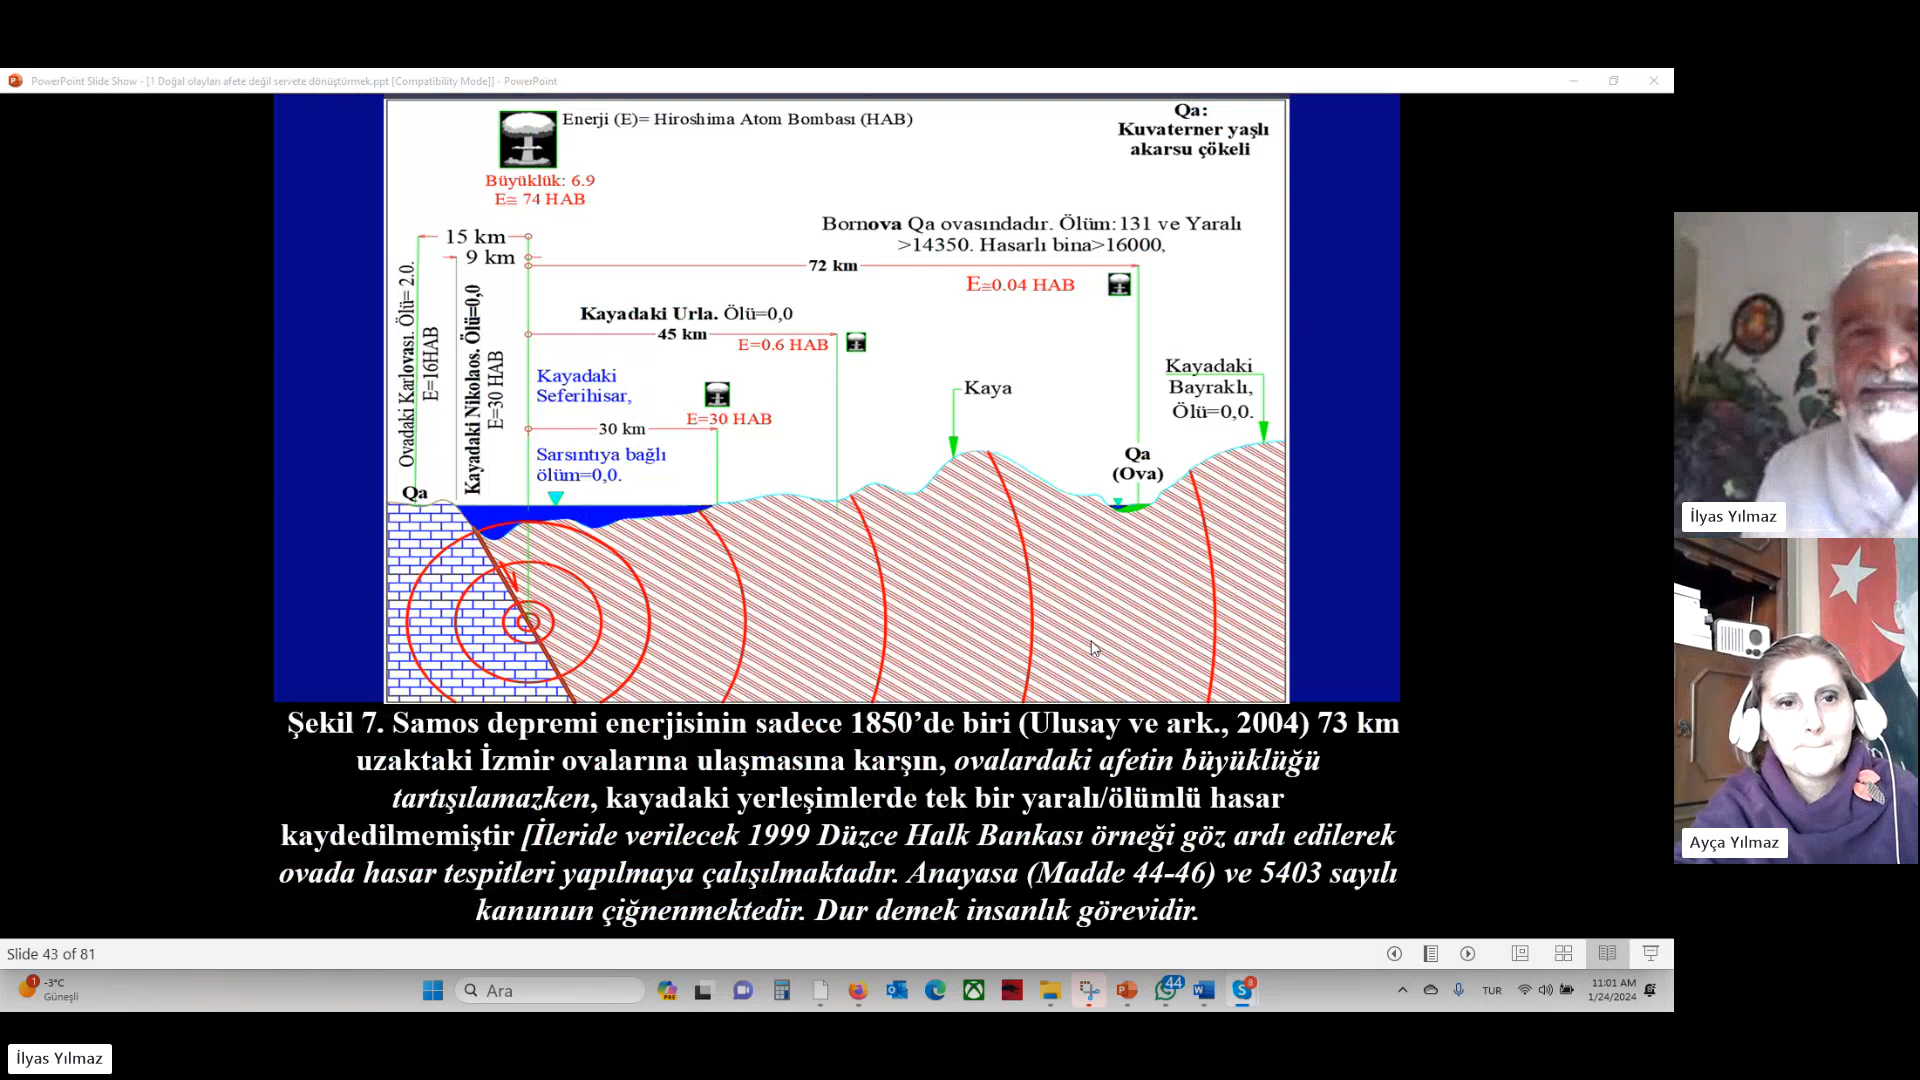 PowerPoint Slide Show - [1 Doğal olayları afete değil servete dönüştürmek.ppt [Compatibility Mode]] - PowerPoint
Enerji (E)= Hiroshima Atom Bombası (HAB)
Qa:
Kuvaterner yaşlı
akarsu çökeli
Büyüklük: 6.9
E≅ 74 HAB
Bornova Qa ovasındadır. Ölüm:131 ve Yaralı
>14350. Hasarlı bina>16000,
15 km
9 km
72 km
E≅0.04 HAB
Ovadaki Karlovası. Ölü= 2.0.
E=16HAB
Kayadaki Nikolaos. Ölü=0,0
E=30 HAB
Kayadaki Urla. Ölü=0,0
45 km
E=0.6 HAB
Kayadaki
Seferihisar,
E=30 HAB
30 km
Sarsıntıya bağlı
ölüm=0,0.
Kaya
Kayadaki
Bayraklı,
Ölü=0,0.
Qa
(Ova)
Qa
Şekil 7. Samos depremi enerjisinin sadece 1850’de biri (Ulusay ve ark., 2004) 73 km
uzaktaki İzmir ovalarına ulaşmasına karşın, ovalardaki afetin büyüklüğü
tartışılamazken, kayadaki yerleşimlerde tek bir yaralı/ölümlü hasar
kaydedilmemiştir [İleride verilecek 1999 Düzce Halk Bankası örneği göz ardı edilerek
ovada hasar tespitleri yapılmaya çalışılmaktadır. Anayasa (Madde 44-46) ve 5403 sayılı
kanunun çiğnenmektedir. Dur demek insanlık görevidir.
Slide 43 of 81
1
-3°C
Güneşli
Ara
PRE
44
8
TUR
11:01 AM
1/24/2024
İlyas Yılmaz
Ayça Yılmaz
İlyas Yılmaz